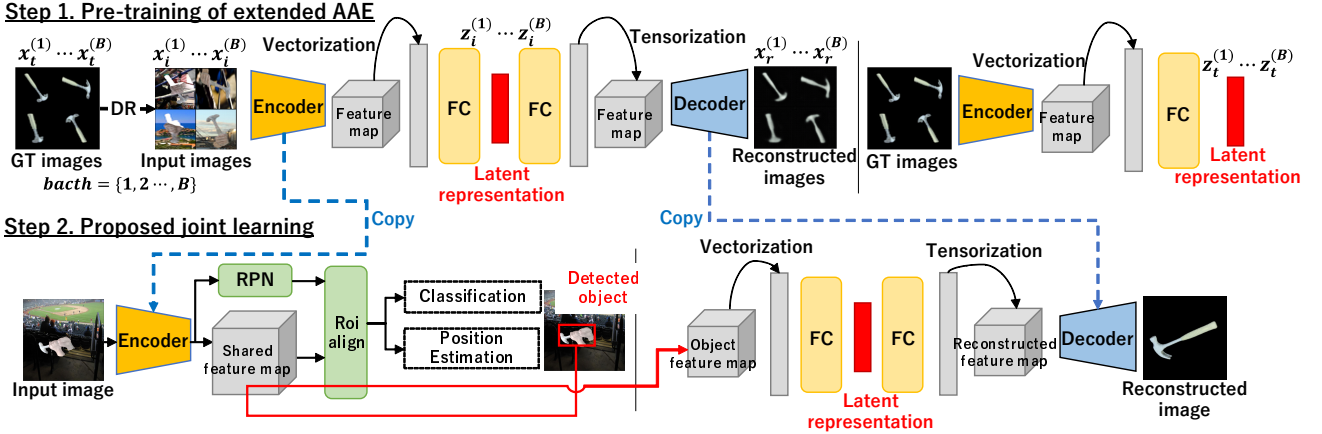 Step 1. Pre-training of extended AAE
x_t^{(1)} ⋯ x_t^{(B)}
x_i^{(1)} ⋯ x_i^{(B)}
DR
GT images
Input images
bacth = {1, 2 ⋯, B}
Encoder
Vectorization
Feature
map
FC
z_i^{(1)} ⋯ z_i^{(B)}
FC
Latent
representation
Tensorization
Feature
map
Decoder
x_r^{(1)} ⋯ x_r^{(B)}
Reconstructed
images
GT images
Encoder
Vectorization
Feature
map
FC
z_t^{(1)} ⋯ z_t^{(B)}
Latent
representation
Copy
Copy
Step 2. Proposed joint learning
Input image
Encoder
RPN
Shared
feature map
Roi
align
Classification
Position
Estimation
Detected
object
Object
feature map
Vectorization
FC
FC
Latent
representation
Tensorization
Reconstructed
feature map
Decoder
Reconstructed
image